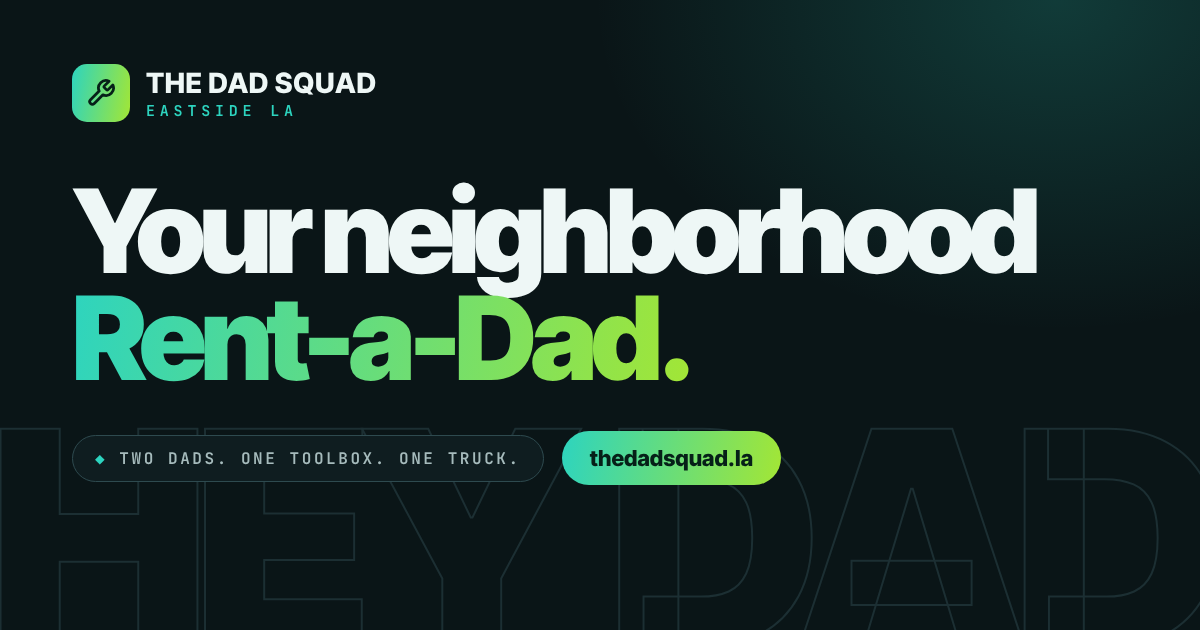 THE DAD SQUAD
EASTSIDE LA
Your neighborhood
Rent-a-Dad.
◆ TWO DADS. ONE TOOLBOX. ONE TRUCK.
thedadsquad.la
HEY DAD